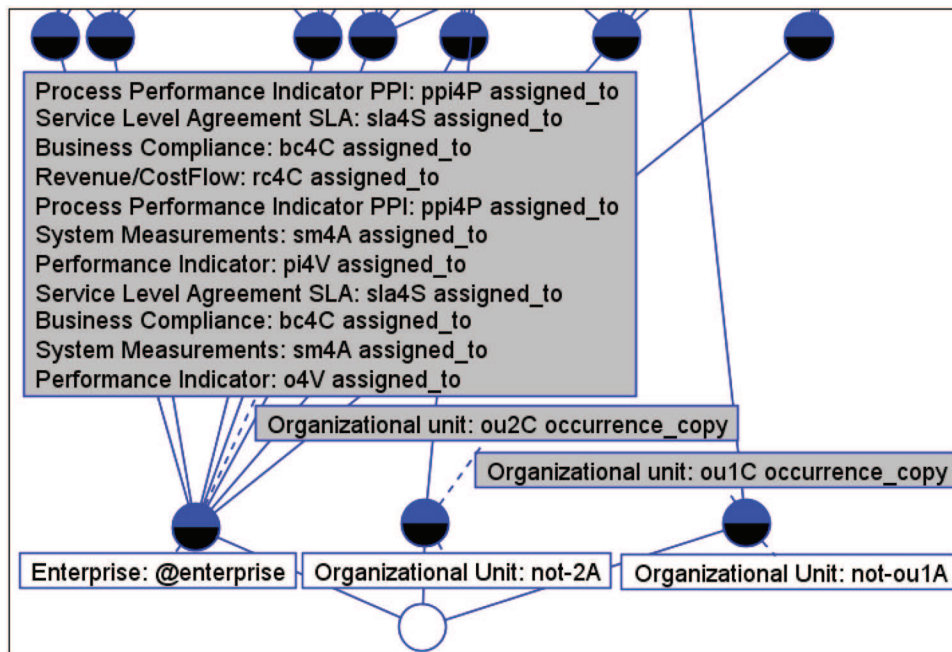 Process Performance Indicator PPI: ppi4P assigned_to
Service Level Agreement SLA: sla4S assigned_to
Business Compliance: bc4C assigned_to
Revenue/CostFlow: rc4C assigned_to
Process Performance Indicator PPI: ppi4P assigned_to
System Measurements: sm4A assigned_to
Performance Indicator: pi4V assigned_to
Service Level Agreement SLA: sla4S assigned_to
Business Compliance: bc4C assigned_to
System Measurements: sm4A assigned_to
Performance Indicator: o4V assigned_to
Organizational unit: ou2C occurrence_copy
Organizational unit: ou1C occurrence_copy
Enterprise: @enterprise
Organizational Unit: not-2A
Organizational Unit: not-ou1A